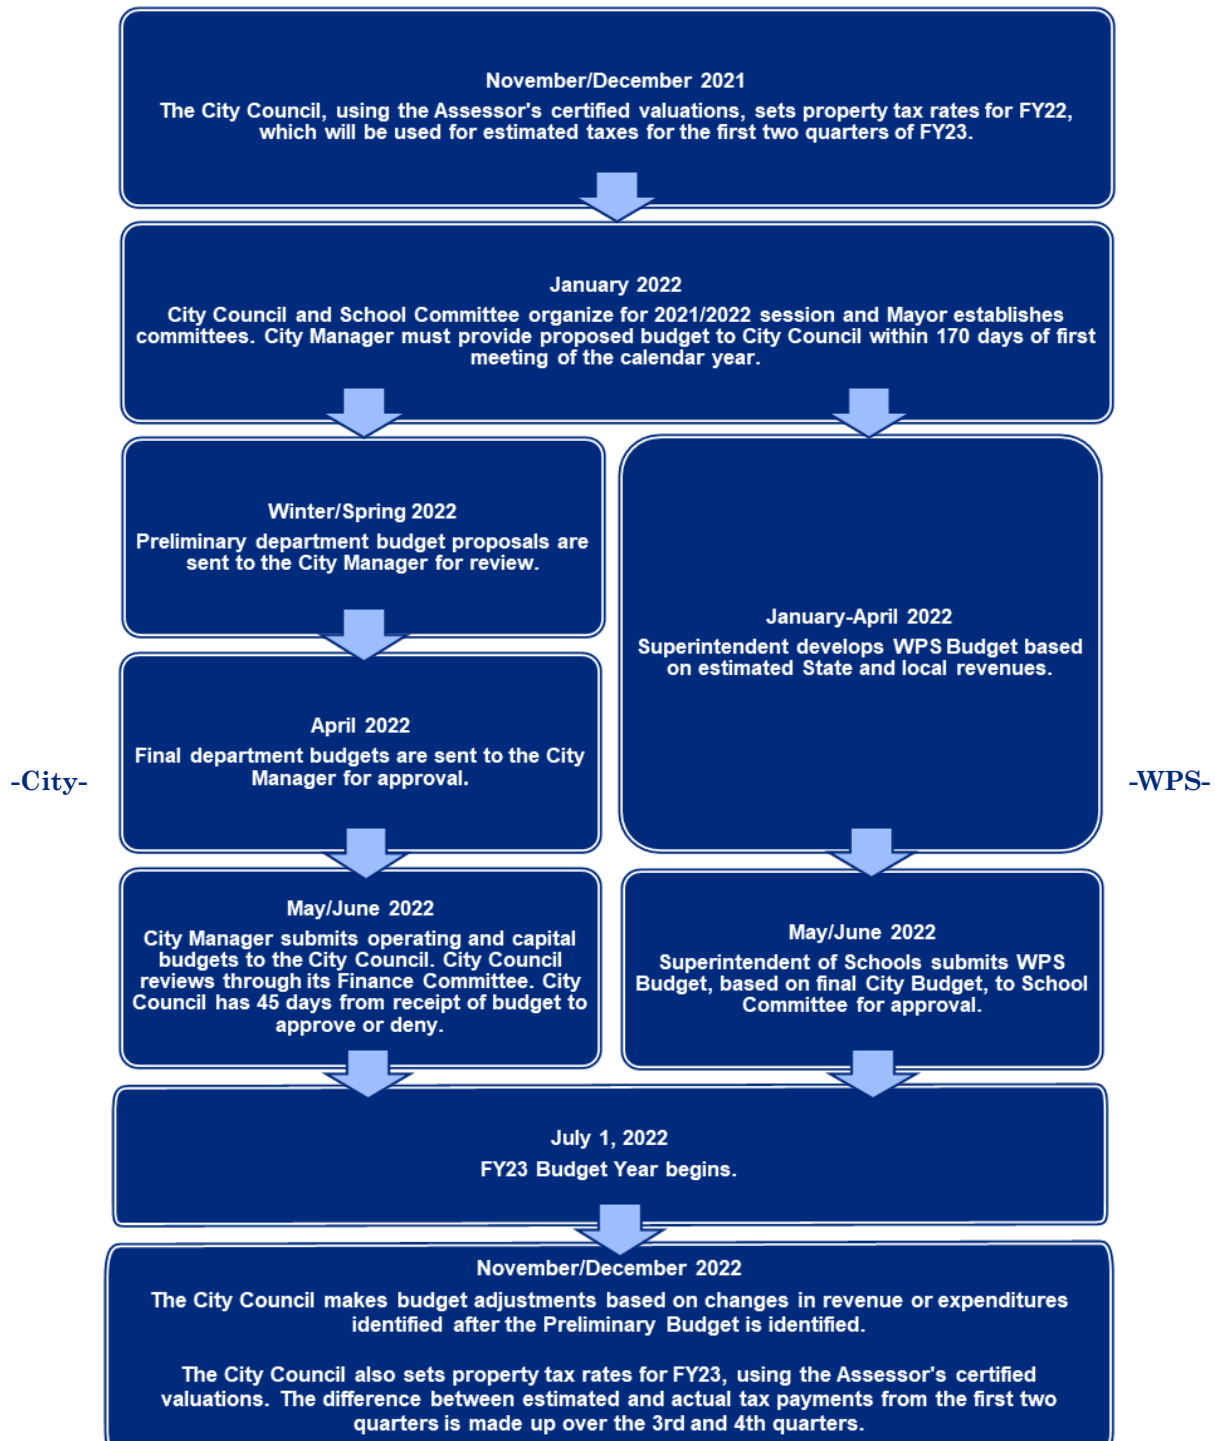 November/December 2021
The City Council, using the Assessor's certified valuations, sets property tax rates for FY22,
which will be used for estimated taxes for the first two quarters of FY23.
January 2022
City Council and School Committee organize for 2021/2022 session and Mayor establishes
committees. City Manager must provide proposed budget to City Council within 170 days of first
meeting of the calendar year.
Winter/Spring 2022
Preliminary department budget proposals are
sent to the City Manager for review.
April 2022
Final department budgets are sent to the City
Manager for approval.
-City-
May/June 2022
City Manager submits operating and capital
budgets to the City Council. City Council
reviews through its Finance Committee. City
Council has 45 days from receipt of budget to
approve or deny.
January-April 2022
Superintendent develops WPS Budget based
on estimated State and local revenues.
-WPS-
May/June 2022
Superintendent of Schools submits WPS
Budget, based on final City Budget, to School
Committee for approval.
July 1, 2022
FY23 Budget Year begins.
November/December 2022
The City Council makes budget adjustments based on changes in revenue or expenditures
identified after the Preliminary Budget is identified.
The City Council also sets property tax rates for FY23, using the Assessor's certified
valuations. The difference between estimated and actual tax payments from the first two
quarters is made up over the 3rd and 4th quarters.